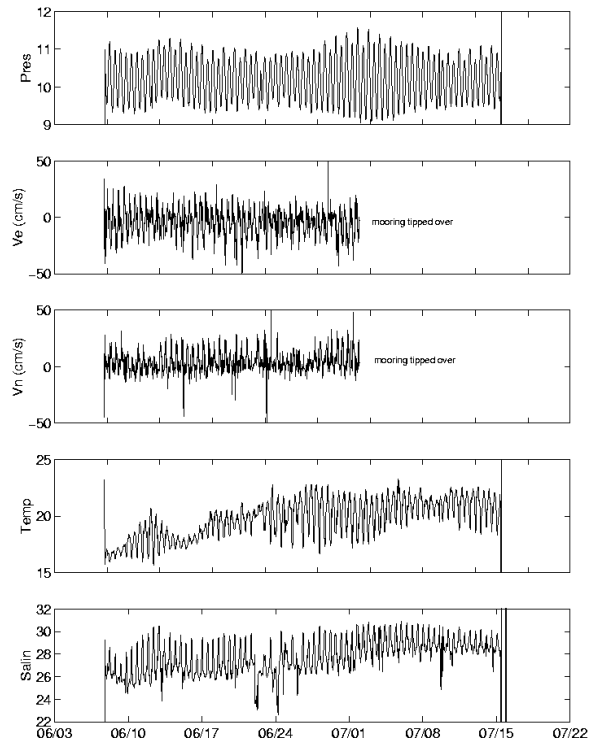 12
11
10
9
Pres
50
0
−50
Ve (cm/s)
mooring tipped over
50
0
−50
Vn (cm/s)
mooring tipped over
25
20
15
Temp
32
30
28
26
24
22
Salin
06/03 06/10 06/17 06/24 07/01 07/08 07/15 07/22